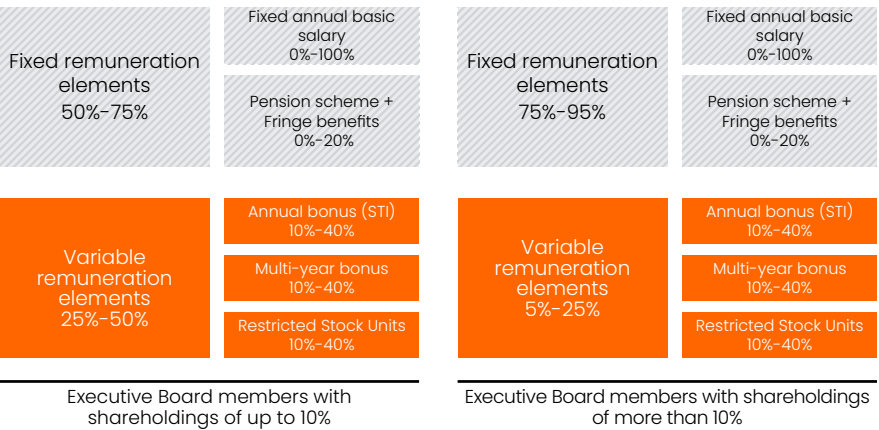 Fixed remuneration
elements
50%-75%
Fixed annual basic
salary
0%-100%
Pension scheme +
Fringe benefits
0%-20%
Variable
remuneration
elements
25%-50%
Annual bonus (STI)
10%-40%
Multi-year bonus
10%-40%
Restricted Stock Units
10%-40%
Executive Board members with
shareholdings of up to 10%
Fixed remuneration
elements
75%-95%
Fixed annual basic
salary
0%-100%
Pension scheme +
Fringe benefits
0%-20%
Variable
remuneration
elements
5%-25%
Annual bonus (STI)
10%-40%
Multi-year bonus
10%-40%
Restricted Stock Units
10%-40%
Executive Board members with shareholdings
of more than 10%